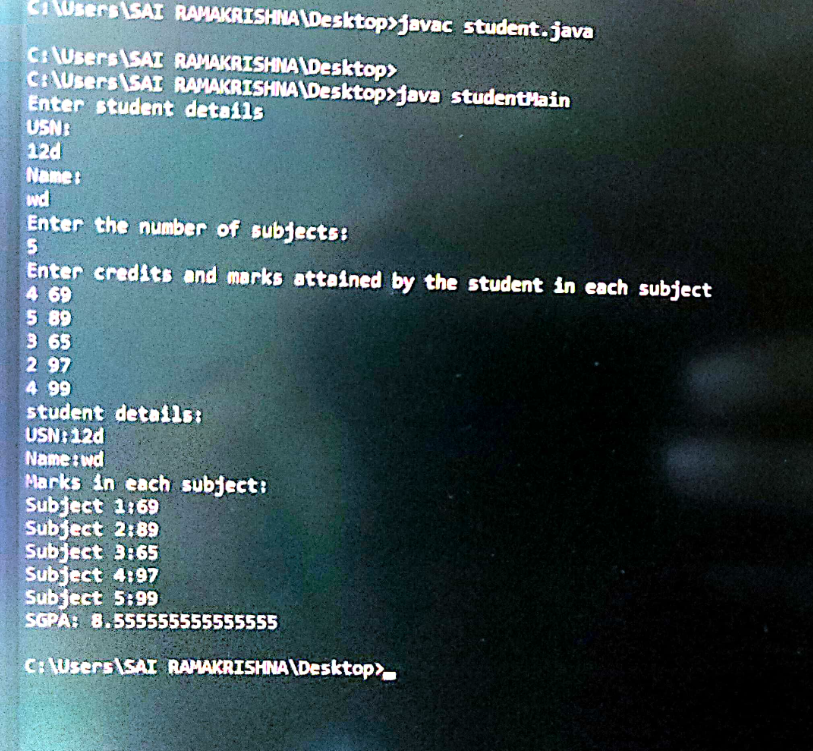 C:\Users\SAI RAMAKRISHNA\Desktop>javac student.java
C:\Users\SAI RAMAKRISHNA\Desktop>
C:\Users\SAI RAMAKRISHNA\Desktop>java studentMain
Enter student details
USN:
12d
Name:
wd
Enter the number of subjects:
5
Enter credits and marks attained by the student in each subject
4 69
5 89
3 65
2 97
4 99
student details:
USN:12d
Name:wd
Marks in each subject:
Subject 1:69
Subject 2:89
Subject 3:65
Subject 4:97
Subject 5:99
SGPA: 8.555555555555555
C:\Users\SAI RAMAKRISHNA\Desktop>